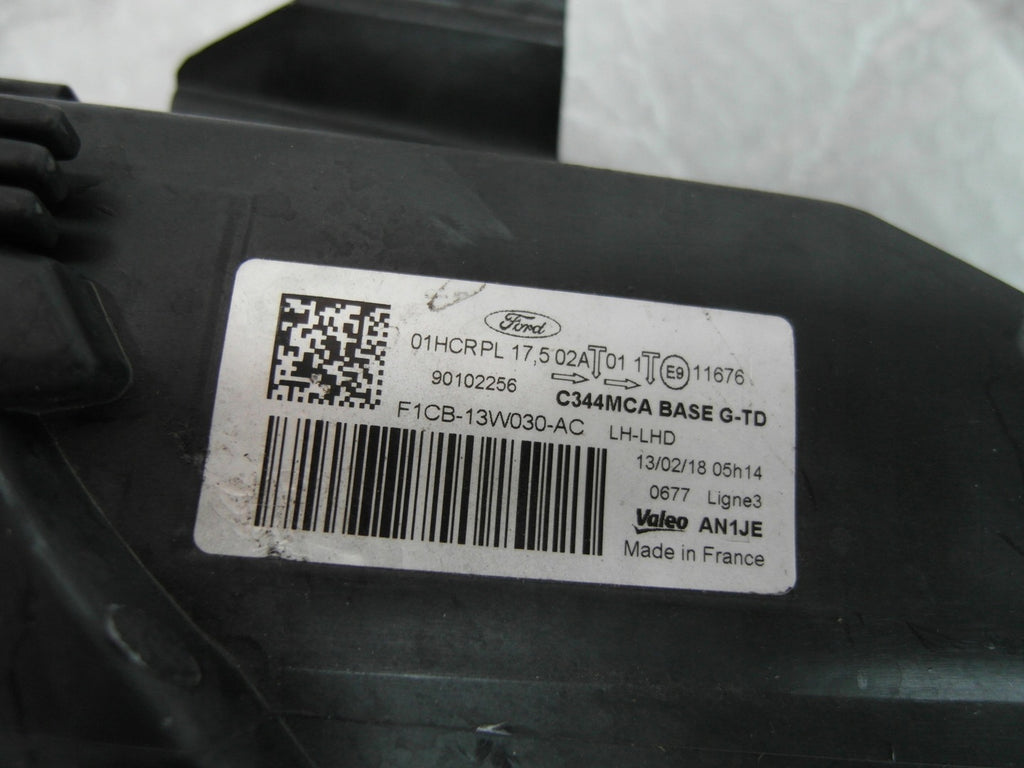 Ford
01HCRPL 17,5 02A 01 1 E9 11676
90102256
C344MCA BASE G-TD
F1CB-13W030-AC LH-LHD
13/02/18 05h14
0677 Ligne3
Valeo AN1JE
Made in France